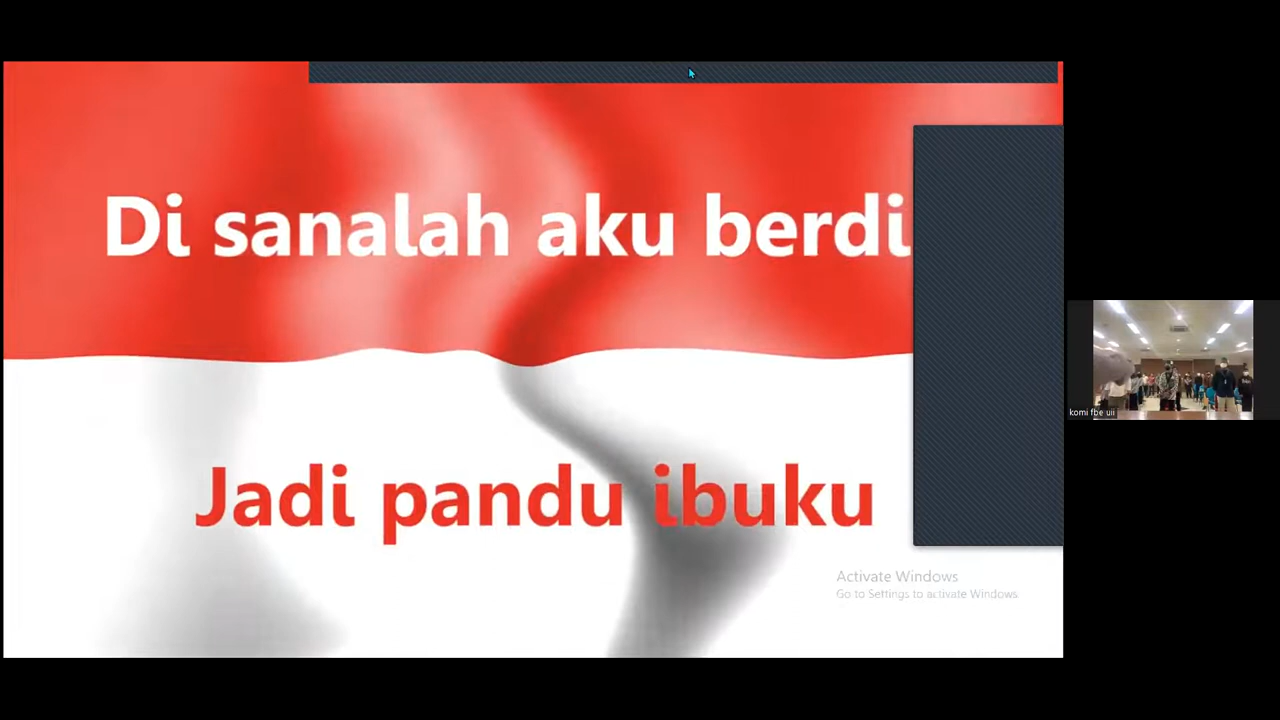 Di sanalah aku berdi
Jadi pandu ibuku
Activate Windows
Go to Settings to activate Windows
komi fbe uii